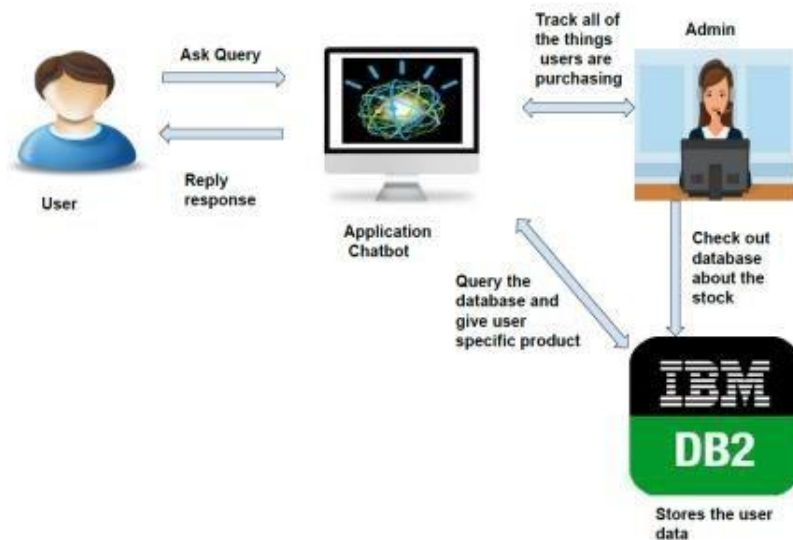 Ask Query
Reply
response
User
Application
Chatbot
Track all of
the things
users are
purchasing
Admin
Query the
database and
give user
specific product
Check out
database
about the
stock
IBM
DB2
Stores the user
data